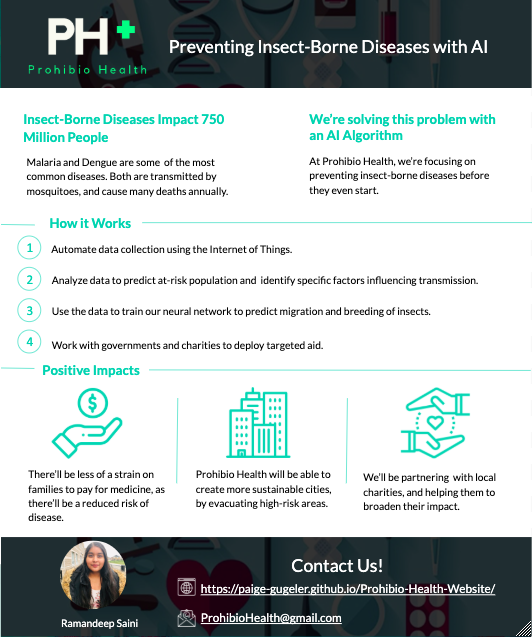 PH+
Prohibio Health
Preventing Insect-Borne Diseases with AI
Insect-Borne Diseases Impact 750
Million People
Malaria and Dengue are some of the most
common diseases. Both are transmitted by
mosquitoes, and cause many deaths annually.
We're solving this problem with
an AI Algorithm
At Prohibio Health, we're focusing on
preventing insect-borne diseases before
they even start.
How it Works
1 Automate data collection using the Internet of Things.
2 Analyze data to predict at-risk population and identify specific factors influencing transmission.
3 Use the data to train our neural network to predict migration and breeding of insects.
4 Work with governments and charities to deploy targeted aid.
Positive Impacts
$
There'll be less of a strain on
families to pay for medicine, as
there'll be a reduced risk of
disease.
Prohibio Health will be able to
create more sustainable cities,
by evacuating high-risk areas.
We'll be partnering with local
charities, and helping them to
broaden their impact.
Ramandeep Saini
Contact Us!
https://paige-gugeler.github.io/Prohibio-Health-Website/
ProhibioHealth@gmail.com